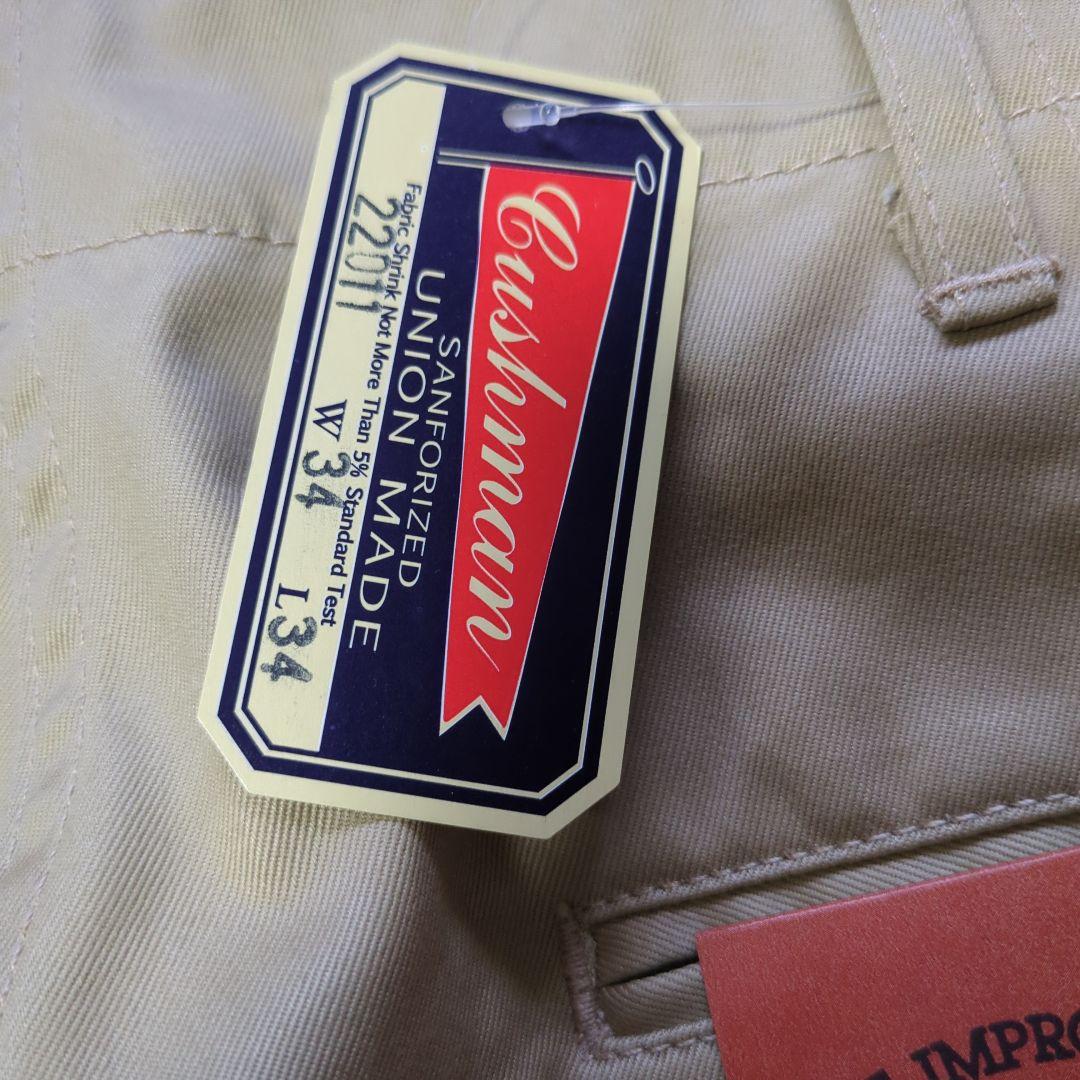 Cushman
SANFORIZED
UNION MADE
Fabric Shrink Not More Than 5% Standard Test
22011 W 34 L34
IMPRO